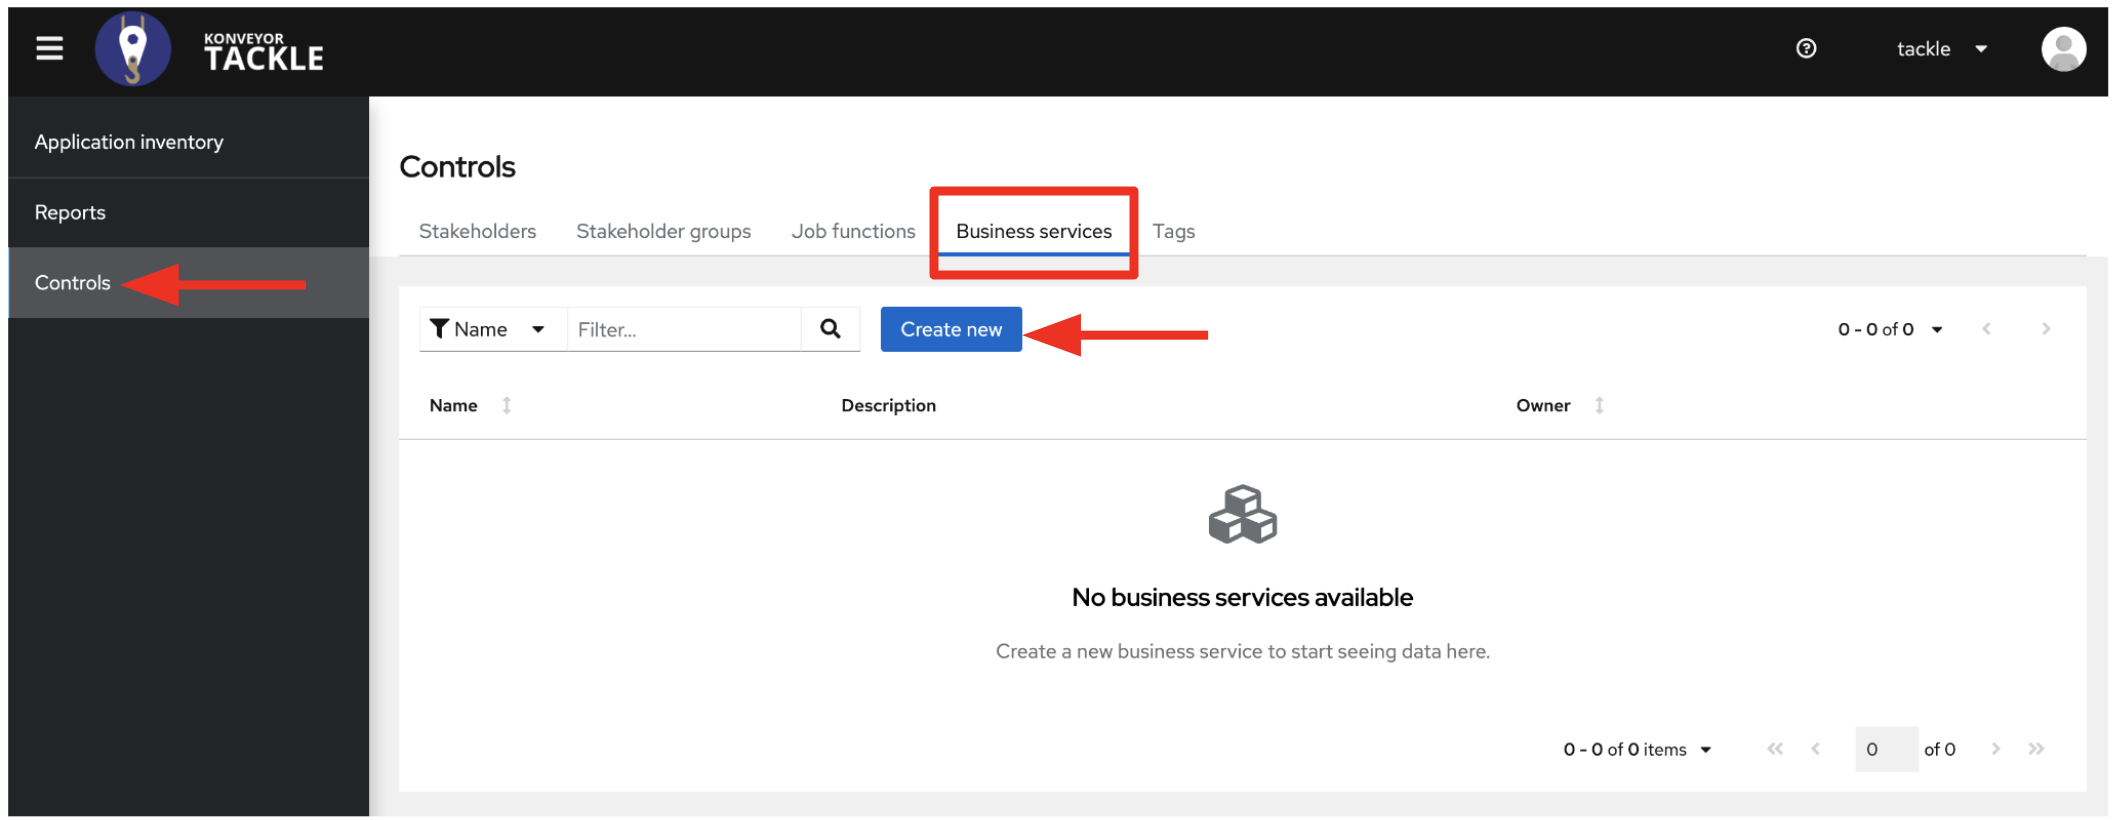 KONVEYOR
TACKLE
tackle
Application inventory
Reports
Controls
Controls
Stakeholders Stakeholder groups Job functions Business services Tags
Name Filter... Create new 0 - 0 of 0
Name Description Owner
No business services available
Create a new business service to start seeing data here.
0 - 0 of 0 items 0 of 0